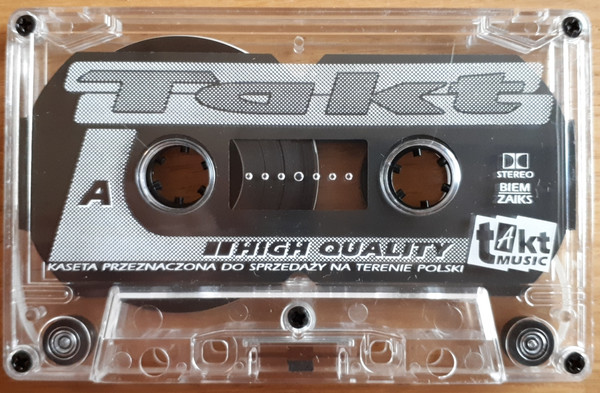 Takt
A
STEREO
BIEM
ZAIKS
HIGH QUALITY
takt
MUSIC
KASETA PRZEZNACZONA DO SPRZEDAŻY NA TERENIE POLSKI